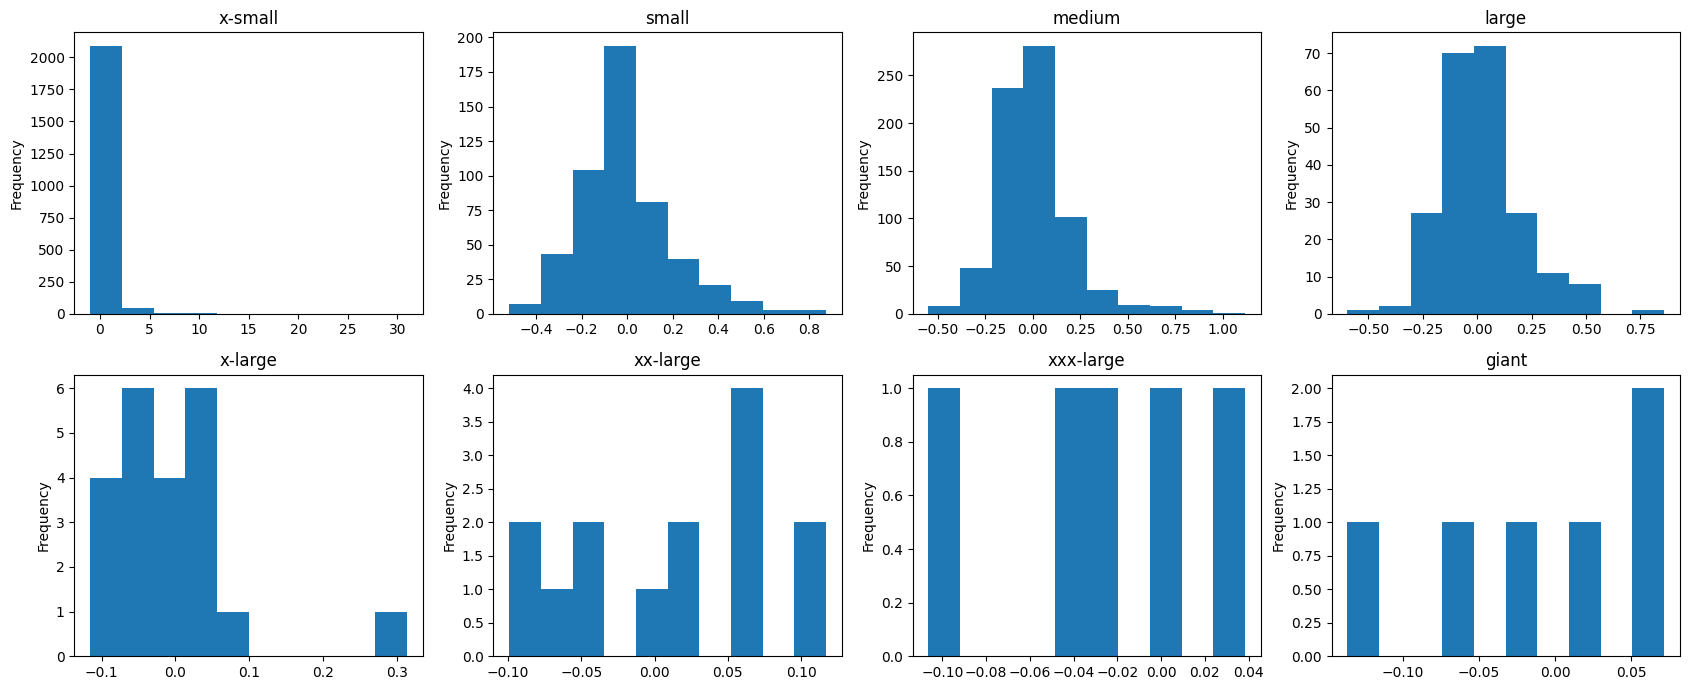 x-small
small
medium
large
Frequency
2000
1750
1500
1250
1000
750
500
250
0
0 5 10 15 20 25 30
Frequency
200
175
150
125
100
75
50
25
0
−0.4 −0.2 0.0 0.2 0.4 0.6 0.8
Frequency
250
200
150
100
50
0
−0.50 −0.25 0.00 0.25 0.50 0.75 1.00
Frequency
70
60
50
40
30
20
10
0
−0.50 −0.25 0.00 0.25 0.50 0.75
x-large
xx-large
xxx-large
giant
Frequency
6
5
4
3
2
1
0
−0.1 0.0 0.1 0.2 0.3
Frequency
4.0
3.5
3.0
2.5
2.0
1.5
1.0
0.5
0.0
−0.10 −0.05 0.00 0.05 0.10
Frequency
1.0
0.8
0.6
0.4
0.2
0.0
−0.10 −0.08 −0.06 −0.04 −0.02 0.00 0.02 0.04
Frequency
2.00
1.75
1.50
1.25
1.00
0.75
0.50
0.25
0.00
−0.10 −0.05 0.00 0.05